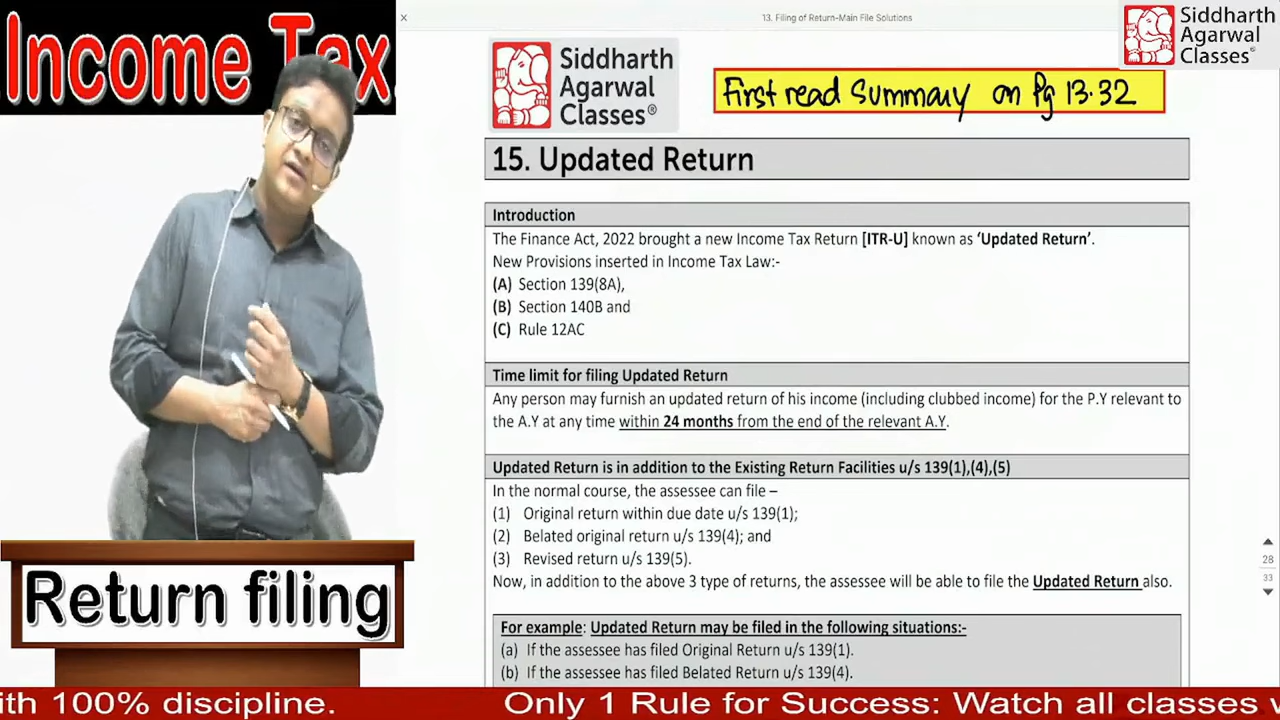 Income Tax
13. Filing of Return-Main File Solutions
Siddharth
Agarwal
Classes®
Siddharth
Agarwal
Classes®
First read Summary on Pg 13.32
15. Updated Return
Introduction
The Finance Act, 2022 brought a new Income Tax Return [ITR-U] known as ‘Updated Return’.
New Provisions inserted in Income Tax Law:-
(A) Section 139(8A),
(B) Section 140B and
(C) Rule 12AC
Time limit for filing Updated Return
Any person may furnish an updated return of his income (including clubbed income) for the P.Y relevant to
the A.Y at any time within 24 months from the end of the relevant A.Y.
Updated Return is in addition to the Existing Return Facilities u/s 139(1),(4),(5)
In the normal course, the assessee can file –
(1) Original return within due date u/s 139(1);
(2) Belated original return u/s 139(4); and
(3) Revised return u/s 139(5).
Now, in addition to the above 3 type of returns, the assessee will be able to file the Updated Return also.
For example: Updated Return may be filed in the following situations:-
(a) If the assessee has filed Original Return u/s 139(1).
(b) If the assessee has filed Belated Return u/s 139(4).
28
33
Return filing
ith 100% discipline. Only 1 Rule for Success: Watch all classes w